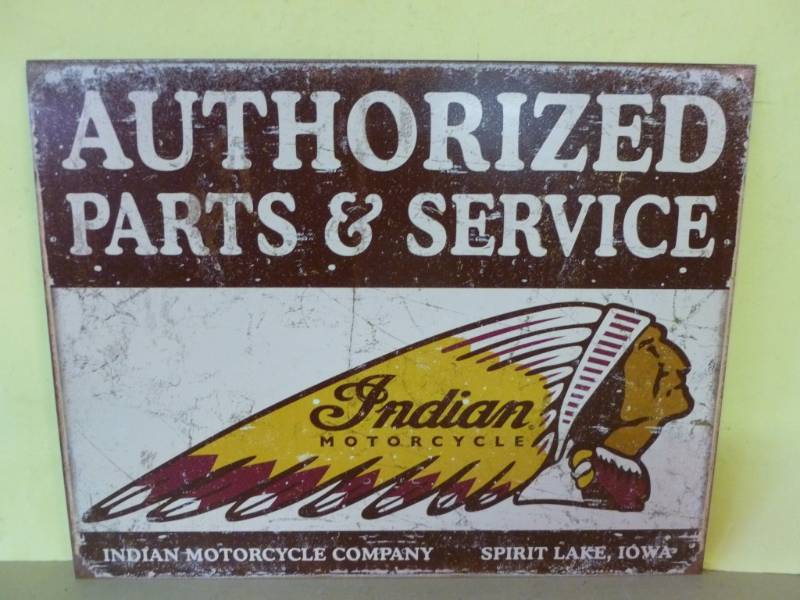 AUTHORIZED
PARTS & SERVICE
Indian
MOTORCYCLE
INDIAN MOTORCYCLE COMPANY SPIRIT LAKE, IOWA